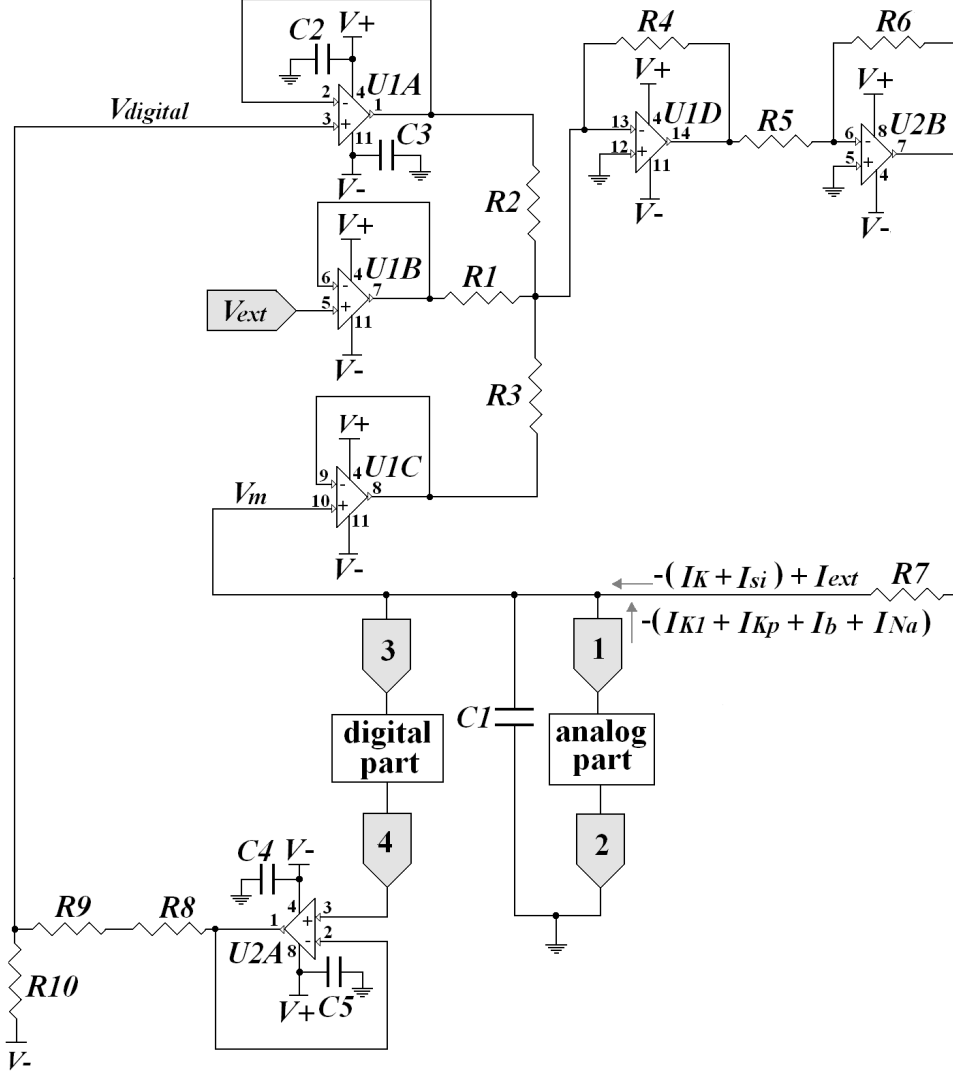 C2
V+
R4
R6
V+
V+
2
-
4
U1A
1
Vdigital
3
+
11
C3
V-
13
-
4
U1D
14
12
+
11
V-
R5
6
-
8
U2B
7
5
+
4
V-
R2
V+
6
-
4
U1B
7
R1
Vext
5
+
11
V-
R3
V+
9
-
4
U1C
8
Vm
10
+
11
V-
-( IK + Isi ) + Iext
R7
-(IK1 + IKp + Ib + INa)
3
1
C1
digital
part
analog
part
4
2
C4
V-
R9
R8
1
4
+
3
-
2
U2A
8
R10
V+
C5
V-